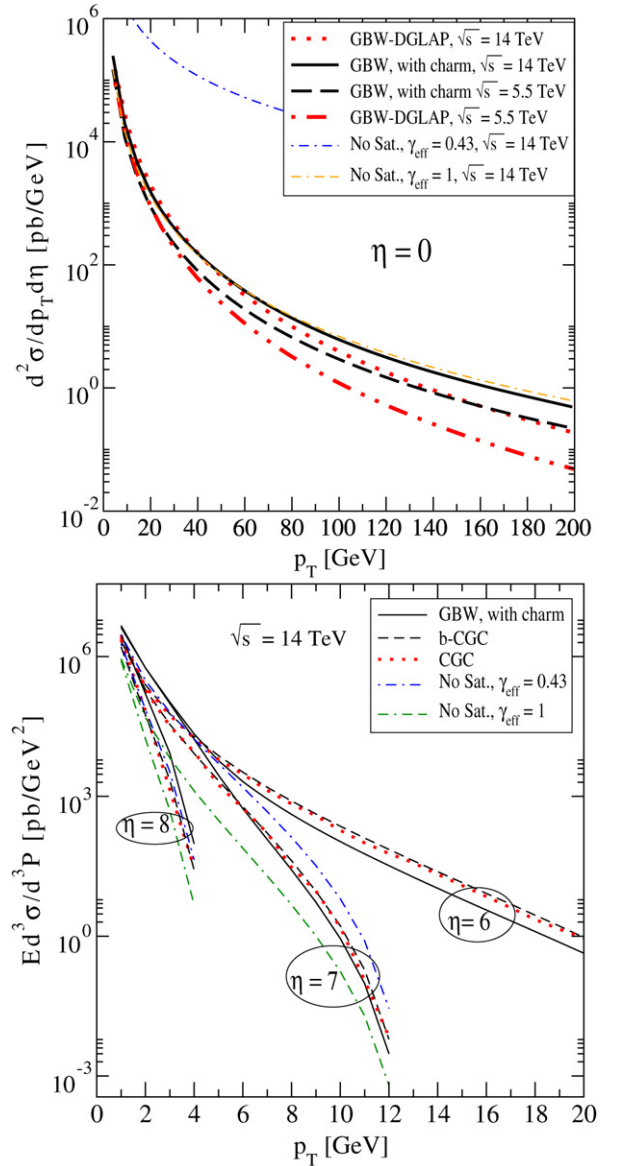 10^6
10^4
10^2
10^0
10^-2
d^2σ/dp_Tdη [pb/GeV]
GBW-DGLAP, √s = 14 TeV
GBW, with charm, √s = 14 TeV
GBW, with charm √s = 5.5 TeV
GBW-DGLAP, √s = 5.5 TeV
No Sat., γ_eff = 0.43, √s = 14 TeV
No Sat., γ_eff = 1, √s = 14 TeV
η = 0
0 20 40 60 80 100 120 140 160 180 200
p_T [GeV]
10^6
10^3
10^0
10^-3
Ed^3σ/d^3P [pb/GeV^2]
√s = 14 TeV
GBW, with charm
b-CGC
CGC
No Sat., γ_eff = 0.43
No Sat., γ_eff = 1
η=8
η=6
η=7
0 2 4 6 8 10 12 14 16 18 20
p_T [GeV]